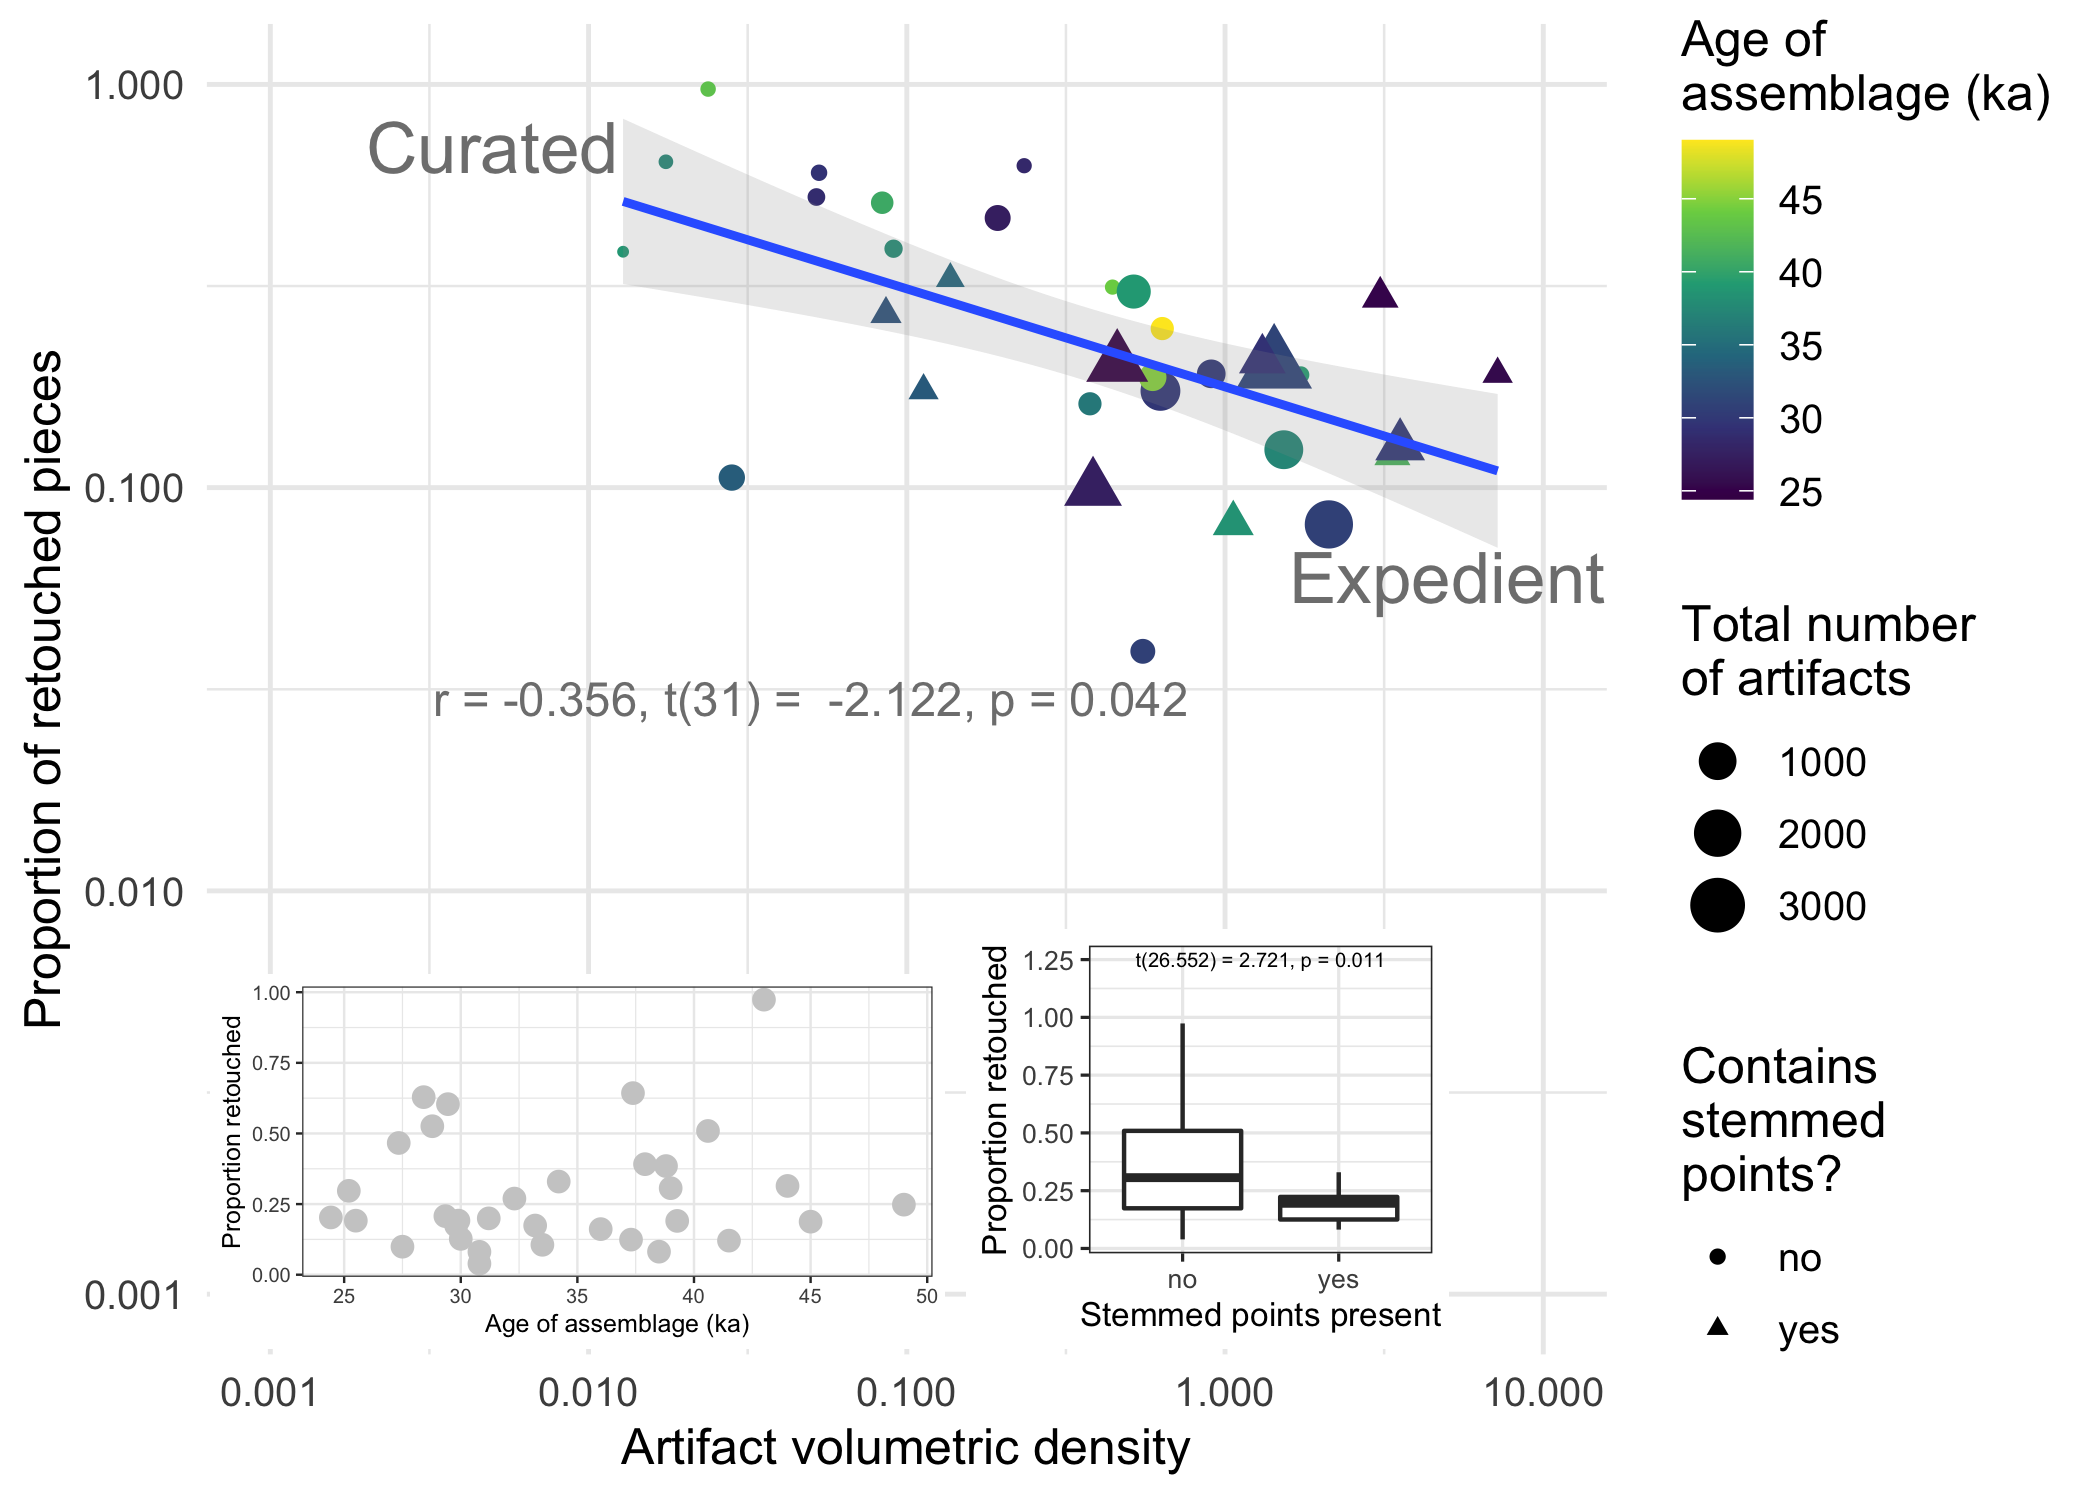 1.000
0.100
0.010
0.001
Proportion of retouched pieces
Curated
Expedient
r = -0.356, t(31) =  -2.122, p = 0.042
1.00
0.75
0.50
0.25
0.00
Proportion retouched
25 30 35 40 45 50
Age of assemblage (ka)
1.25
1.00
0.75
0.50
0.25
0.00
Proportion retouched
t(26.552) = 2.721, p = 0.011
no yes
Stemmed points present
0.001 0.010 0.100 1.000 10.000
Artifact volumetric density
Age of
assemblage (ka)
45
40
35
30
25
Total number
of artifacts
1000
2000
3000
Contains
stemmed
points?
no
yes